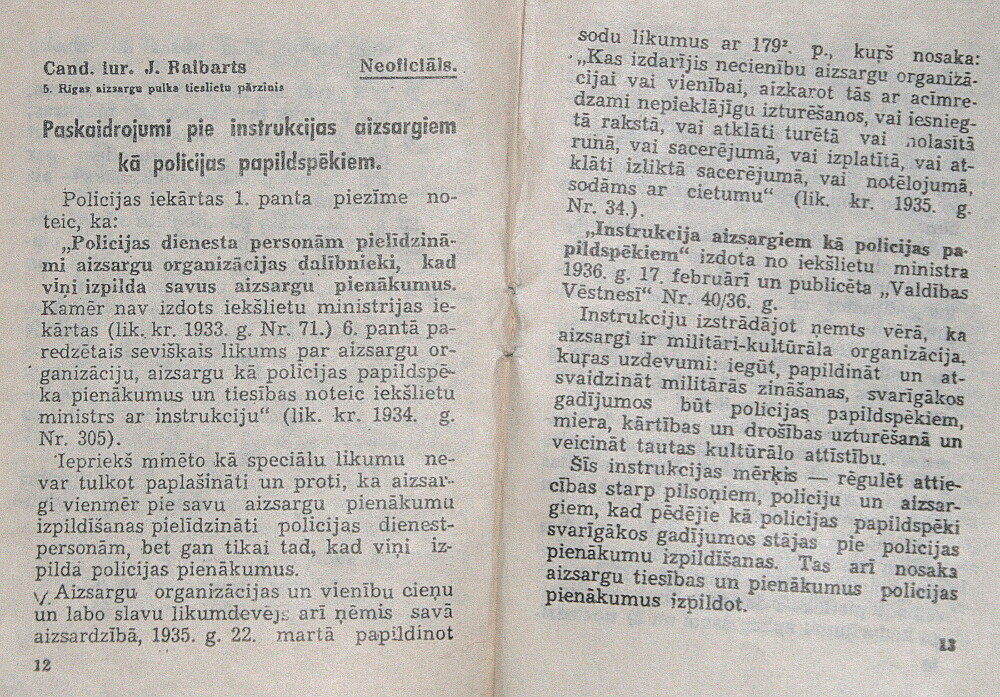 Cand. iur. J. Raibarts
Neoficiāls.
5. Rīgas aizsargu pulka tieslietu pārzinis
Paskaidrojumi pie instrukcijas aizsargiem
kā policijas papildspēkiem.
Policijas iekārtas 1. panta piezīme no-
teic, ka:
„Policijas dienesta personām pielīdzinā-
mi aizsargu organizācijas dalībnieki, kad
viņi izpilda savus aizsargu pienākumus.
Kamēr nav izdots iekšlietu ministrijas ie-
kārtas (lik. kr. 1933. g. Nr. 71.) 6. pantā pa-
redzētais sevišķais likums par aizsargu or-
ganizāciju, aizsargu kā policijas papildspē-
ka pienākumus un tiesības noteic iekšlietu
ministrs ar instrukciju“ (lik. kr. 1934. g.
Nr. 305).
Iepriekš minēto kā speciālu likumu ne-
var tulkot paplašināti un proti, ka aizsar-
gi vienmēr pie savu aizsargu pienākumu
izpildīšanas pielīdzināti policijas dienest-
personām, bet gan tikai tad, kad viņi iz-
pilda policijas pienākumus.
Aizsargu organizācijas un vienību cieņu
un labo slavu likumdevējs arī ņēmis savā
aizsardzībā, 1935. g. 22. martā papildinot
12
sodu likumus ar 179². p., kuŗš nosaka:
„Kas izdarījis necienību aizsargu organizā-
cijai vai vienībai, aizkarot tās ar acīmre-
dzami nepieklājīgu izturēšanos, vai iesnieg-
tā rakstā, vai atklāti turētā vai nolasītā
runā, vai sacerējumā, vai izplatītā, vai at-
klāti izliktā sacerējumā, vai notēlojumā,
sodāms ar cietumu“ (lik. kr. 1935. g.
Nr. 34.).
„Instrukcija aizsargiem kā policijas pa-
pildspēkiem“ izdota no iekšlietu ministra
1936. g. 17. februārī un publicēta „Valdības
Vēstnesī“ Nr. 40/36. g.
Instrukciju izstrādājot ņemts vērā, ka
aizsargi ir militāri-kultūrāla organizācija,
kuŗas uzdevumi: iegūt, papildināt un at-
svaidzināt militārās zināšanas, svarīgākos
gadījumos būt policijas papildspēkiem,
miera, kārtības un drošības uzturēšanā un
veicināt tautas kultūrālo attīstību.
Šīs instrukcijas mērķis — rēgulēt attie-
cības starp pilsoņiem, policiju un aizsar-
giem, kad pēdējie kā policijas papildspēki
svarīgākos gadījumos stājas pie policijas
pienākumu izpildīšanas. Tas arī nosaka
aizsargu tiesības un pienākumus policijas
pienākumus izpildot.
13